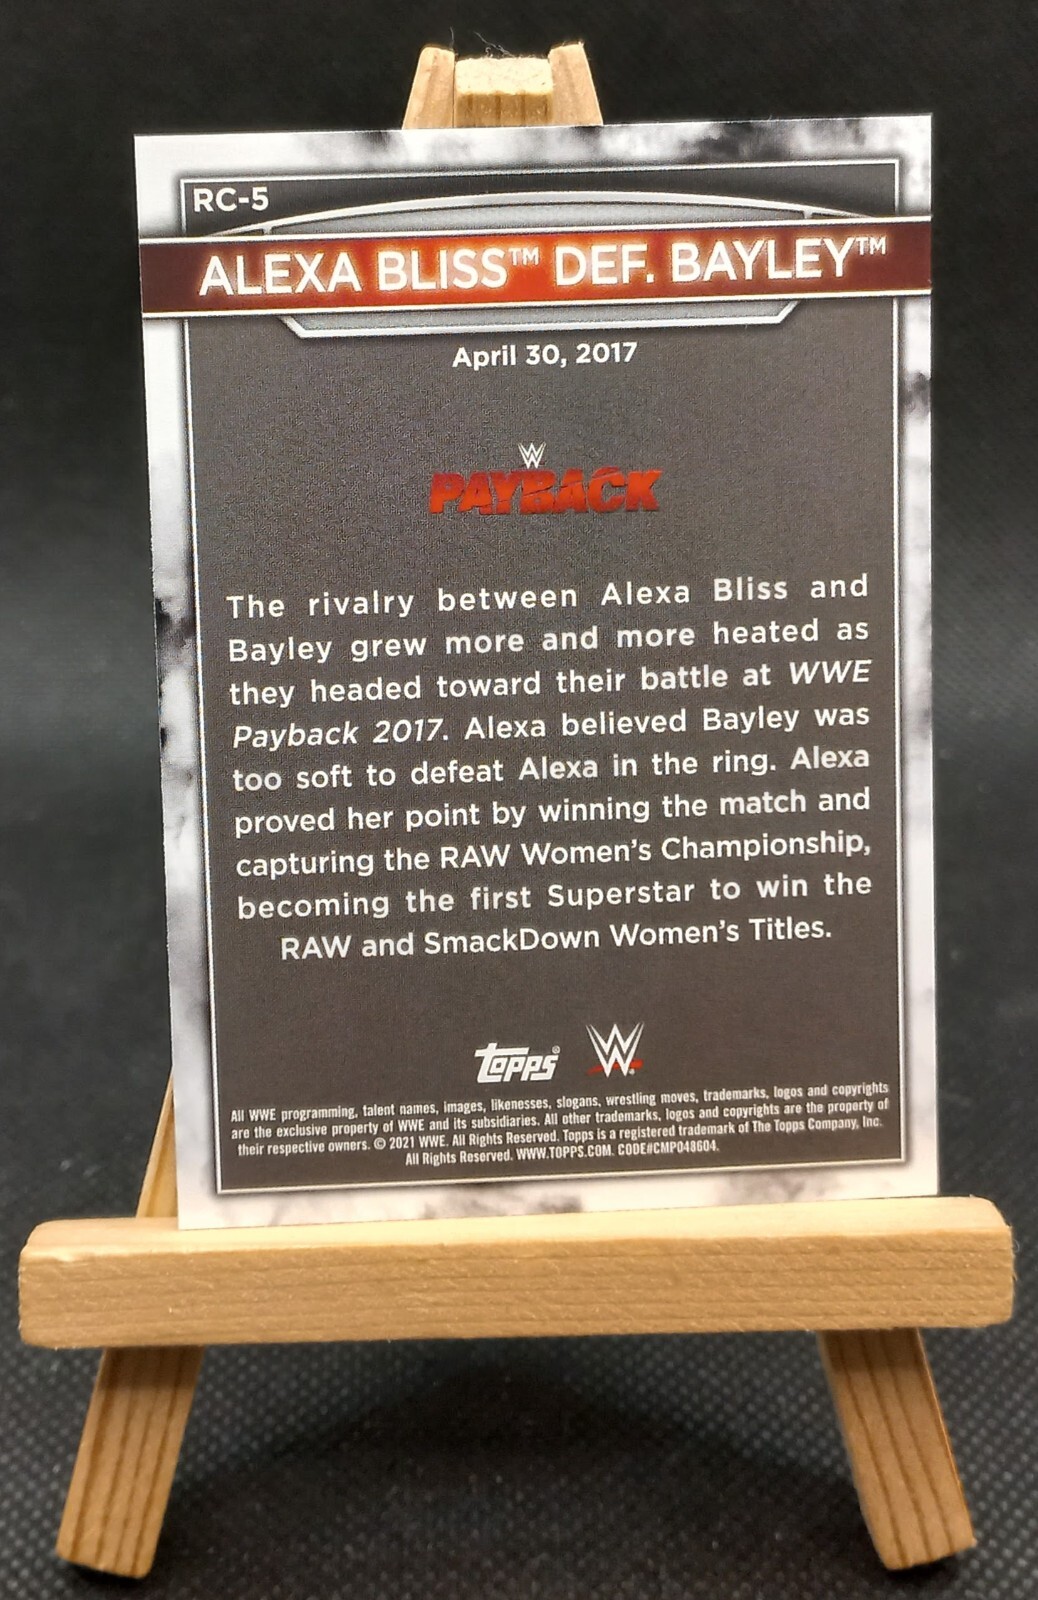 RC-5
ALEXA BLISS™ DEF. BAYLEY™
April 30, 2017
W
PAYBACK
The rivalry between Alexa Bliss and
Bayley grew more and more heated as
they headed toward their battle at WWE
Payback 2017. Alexa believed Bayley was
too soft to defeat Alexa in the ring. Alexa
proved her point by winning the match and
capturing the RAW Women's Championship,
becoming the first Superstar to win the
RAW and SmackDown Women's Titles.
Topps® W®
All WWE programming, talent names, images, likenesses, slogans, wrestling moves, trademarks, logos and copyrights
are the exclusive property of WWE and its subsidiaries. All other trademarks, logos and copyrights are the property of
their respective owners. © 2021 WWE. All Rights Reserved. Topps is a registered trademark of The Topps Company, Inc.
All Rights Reserved. WWW.TOPPS.COM. CODE#CMP048604.